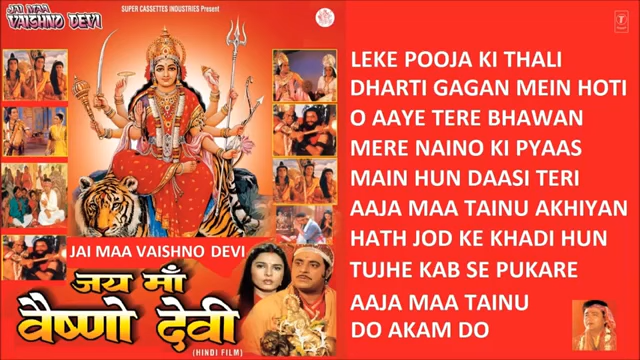 JAI MAA
VAISHNO DEVI
SUPER CASSETTES INDUSTRIES Present
JAI MAA VAISHNO DEVI
जय माँ
वैष्णो देवी
(HINDI FILM)
T
LEKE POOJA KI THALI
DHARTI GAGAN MEIN HOTI
O AAYE TERE BHAWAN
MERE NAINO KI PYAAS
MAIN HUN DAASI TERI
AAJA MAA TAINU AKHIYAN
HATH JOD KE KHADI HUN
TUJHE KAB SE PUKARE
AAJA MAA TAINU
DO AKAM DO